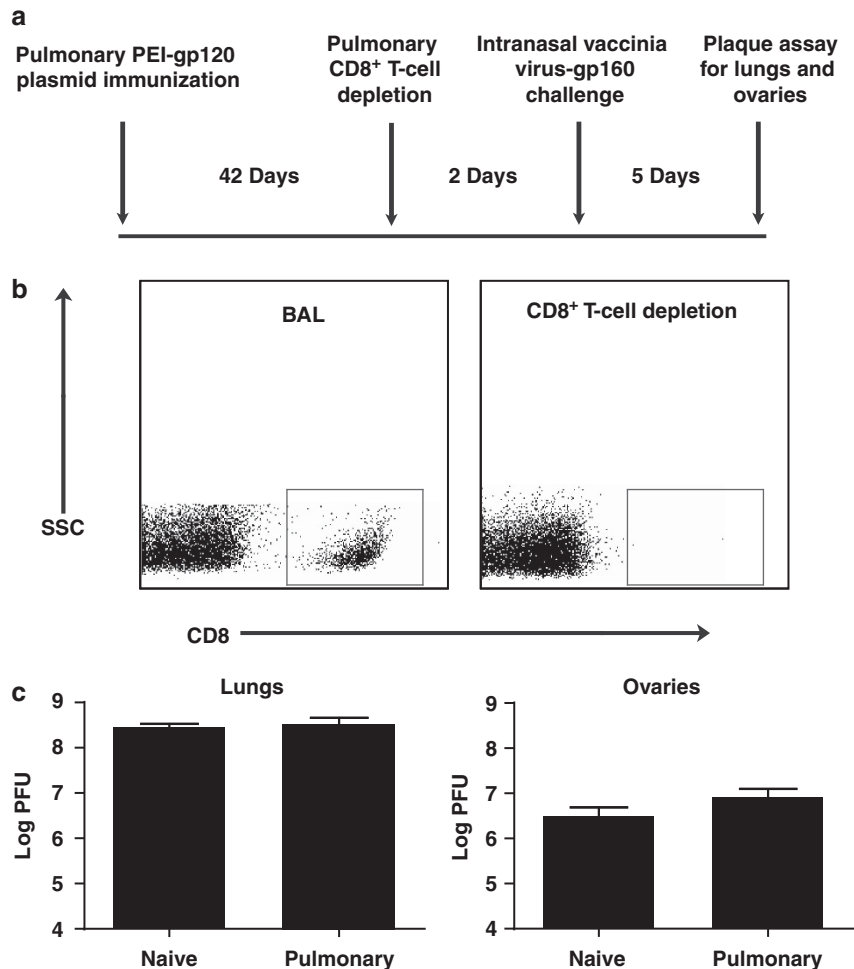 a
Pulmonary PEI-gp120
plasmid immunization
Pulmonary
CD8+ T-cell
depletion
Intranasal vaccinia
virus-gp160
challenge
Plaque assay
for lungs and
ovaries
42 Days
2 Days
5 Days
b
BAL
CD8+ T-cell depletion
SSC
CD8
c
Lungs
9
8
7
6
5
4
Log PFU
Naive
Pulmonary
Ovaries
9
8
7
6
5
4
Log PFU
Naive
Pulmonary